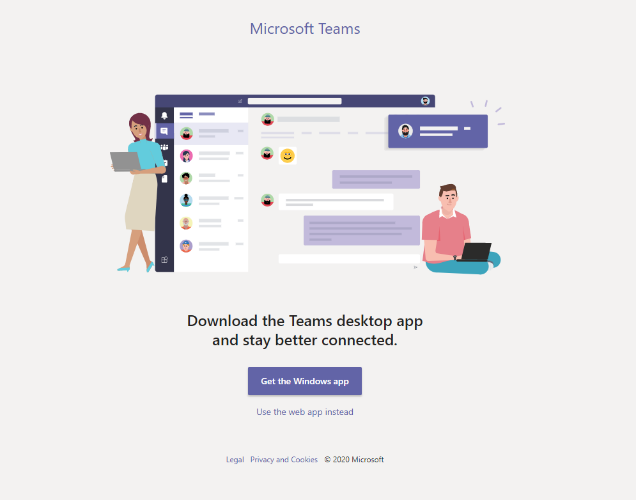 Microsoft Teams
Download the Teams desktop app
and stay better connected.
Get the Windows app
Use the web app instead
Legal Privacy and Cookies © 2020 Microsoft